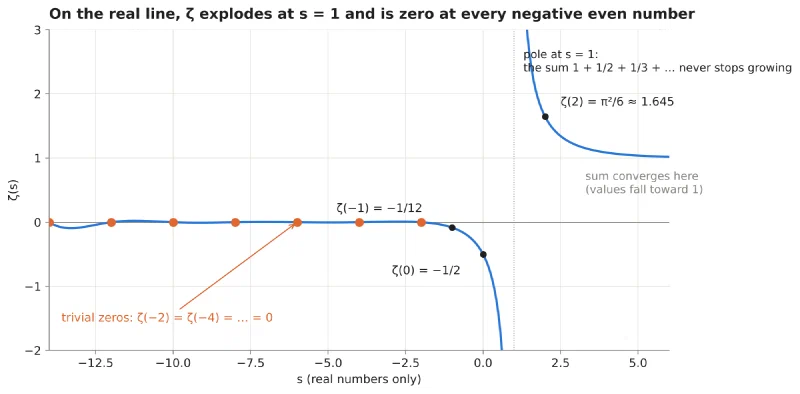 On the real line, ζ explodes at s = 1 and is zero at every negative even number
3
pole at s = 1:
the sum 1 + 1/2 + 1/3 + … never stops growing
2
ζ(2) = π²/6 ≈ 1.645
1
sum converges here
(values fall toward 1)
ζ(s)
ζ(−1) = −1/12
0
ζ(0) = −1/2
−1
trivial zeros: ζ(−2) = ζ(−4) = … = 0
−2
−12.5 −10.0 −7.5 −5.0 −2.5 0.0 2.5 5.0
s (real numbers only)